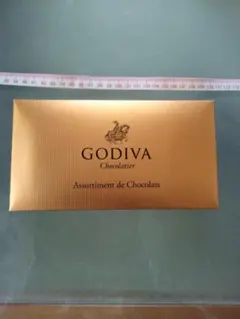 GODIVA
Chocolatier
Assortiment de Chocolats